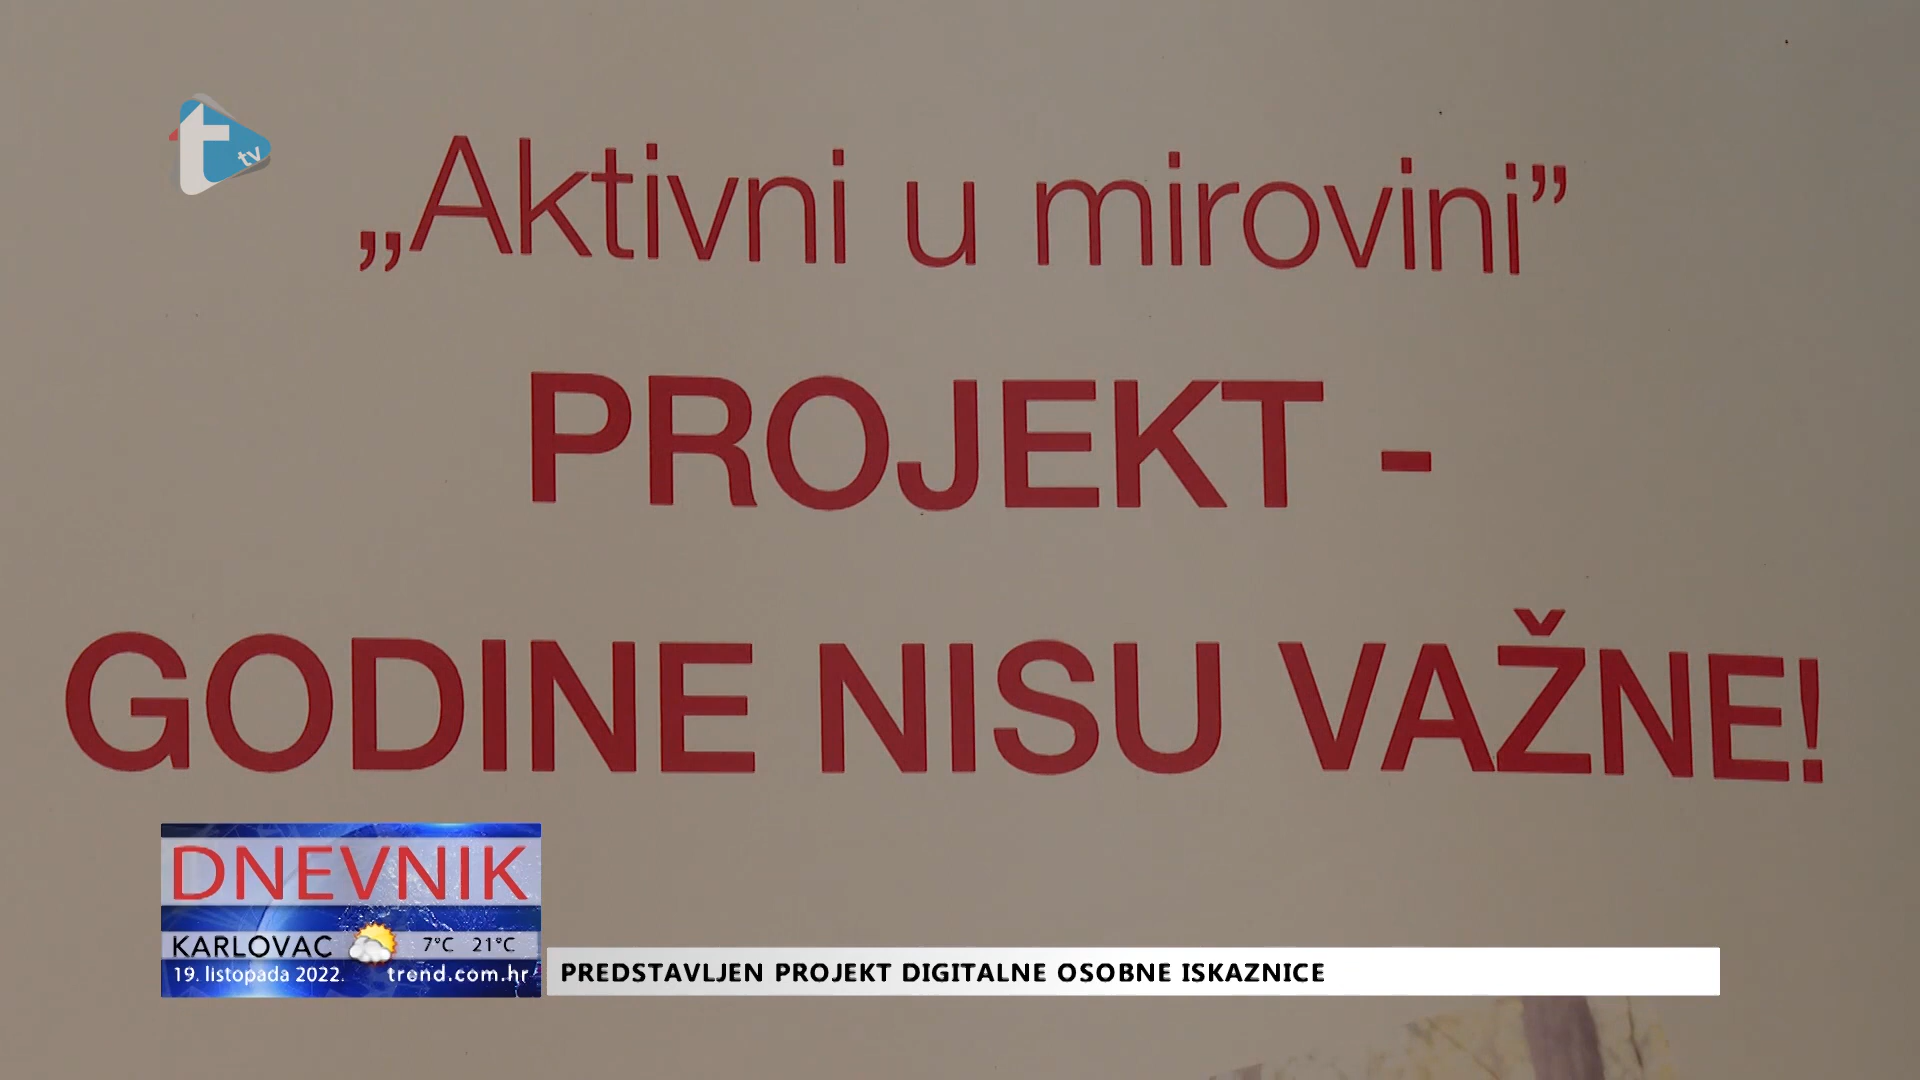 t tv
„Aktivni u mirovini”
PROJEKT -
GODINE NISU VAŽNE!
DNEVNIK
KARLOVAC 7°C 21°C
19. listopada 2022. trend.com.hr
PREDSTAVLJEN PROJEKT DIGITALNE OSOBNE ISKAZNICE